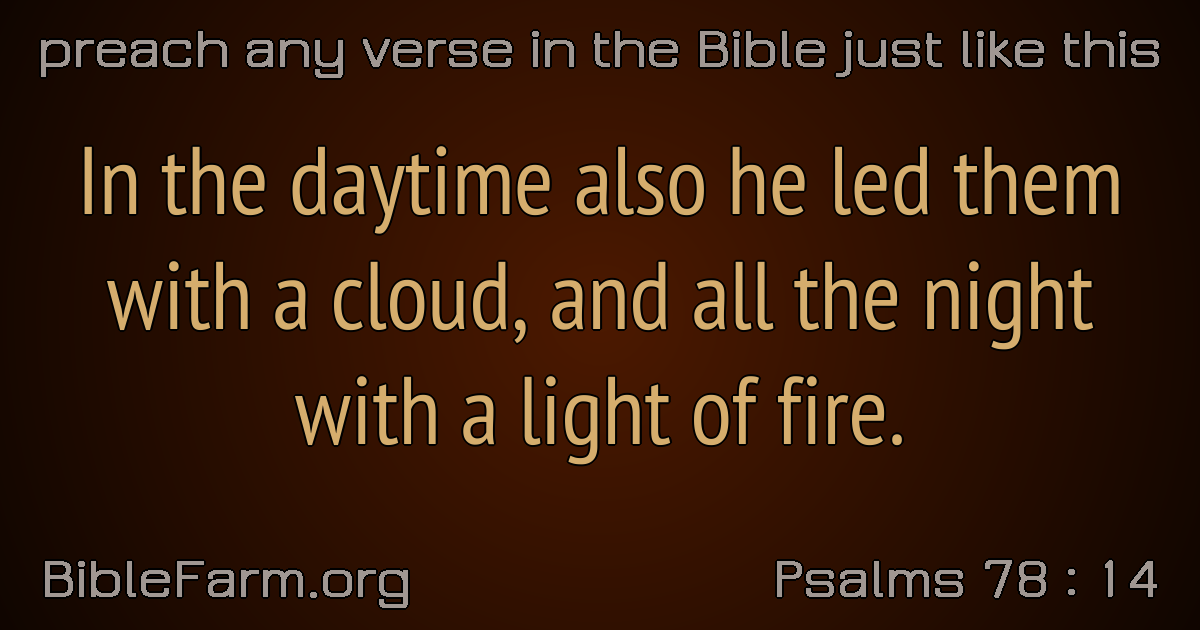 preach any verse in the Bible just like this
In the daytime also he led them
with a cloud, and all the night
with a light of fire.
BibleFarm.org
Psalms 78 : 14